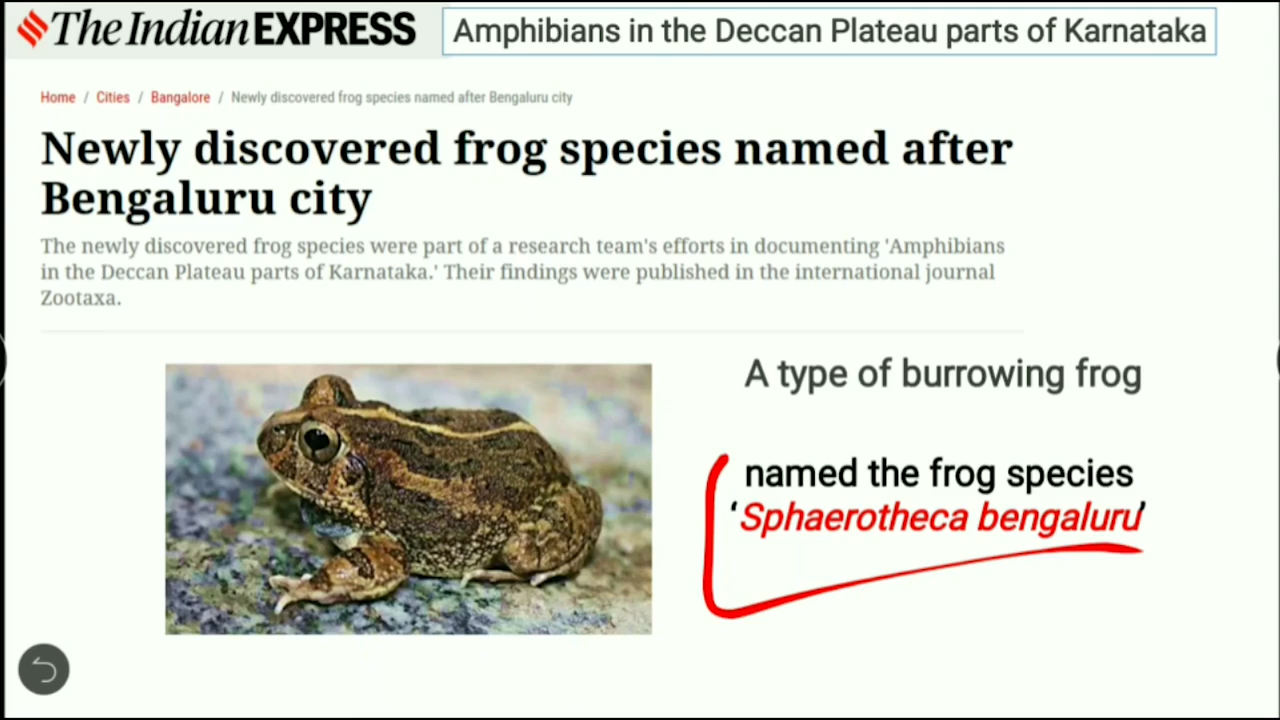 The Indian EXPRESS
Amphibians in the Deccan Plateau parts of Karnataka
Home / Cities / Bangalore / Newly discovered frog species named after Bengaluru city
Newly discovered frog species named after
Bengaluru city
The newly discovered frog species were part of a research team's efforts in documenting 'Amphibians
in the Deccan Plateau parts of Karnataka.' Their findings were published in the international journal
Zootaxa.
A type of burrowing frog
named the frog species
‘Sphaerotheca bengaluru’